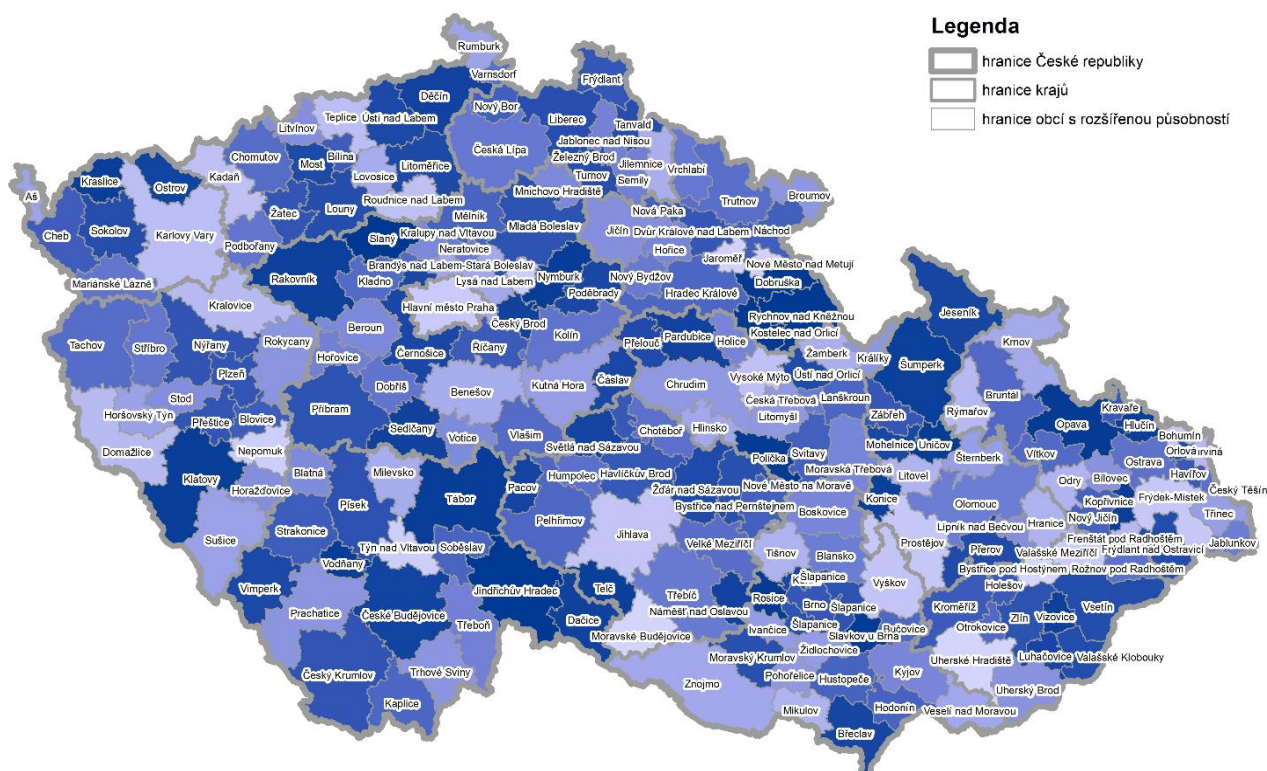 Legenda
hranice České republiky
hranice krajů
hranice obcí s rozšířenou působností
Rumburk
Varnsdorf
Frýdlant
Děčín
Nový Bor
Liberec
Tanvald
Teplice
Ústí nad Labem
Litvínov
Jablonec nad Nisou
Česká Lípa
Chomutov
Most
Bílina
Litoměřice
Železný Brod
Jilemnice
Vrchlabí
Kadaň
Lovosice
Turnov
Semily
Kraslice
Ostrov
Roudnice nad Labem
Mnichovo Hradiště
Trutnov
Broumov
Aš
Žatec
Louny
Mělník
Nová Paka
Cheb
Sokolov
Karlovy Vary
Podbořany
Slaný
Kralupy nad Vltavou
Mladá Boleslav
Jičín
Dvůr Králové nad Labem
Náchod
Neratovice
Hořice
Jaroměř
Nové Město nad Metují
Mariánské Lázně
Rakovník
Kladno
Brandýs nad Labem-Stará Boleslav
Lysá nad Labem
Nymburk
Nový Bydžov
Dobruška
Kralovice
Hlavní město Praha
Poděbrady
Hradec Králové
Rychnov nad Kněžnou
Jeseník
Tachov
Stříbro
Nýřany
Rokycany
Beroun
Český Brod
Kolín
Přelouč
Pardubice
Holice
Kostelec nad Orlicí
Hořovice
Černošice
Říčany
Žamberk
Králíky
Šumperk
Krnov
Plzeň
Dobříš
Benešov
Kutná Hora
Čáslav
Chrudim
Vysoké Mýto
Ústí nad Orlicí
Stod
Horšovský Týn
Přeštice
Blovice
Příbram
Sedlčany
Česká Třebová
Lanškroun
Bruntál
Rýmařov
Litomyšl
Zábřeh
Opava
Kravaře
Hlučín
Domažlice
Nepomuk
Votice
Vlašim
Světlá nad Sázavou
Chotěboř
Hlinsko
Mohelnice
Uničov
Bohumín
Orlová
Klatovy
Blatná
Milevsko
Polička
Svitavy
Moravská Třebová
Litovel
Šternberk
Vítkov
Ostrava
Horažďovice
Tábor
Pacov
Humpolec
Havlíčkův Brod
Žďár nad Sázavou
Nové Město na Moravě
Konice
Odry
Bílovec
Havířov
Český Těšín
Písek
Pelhřimov
Bystřice nad Pernštejnem
Boskovice
Olomouc
Kopřivnice
Frýdek-Místek
Třinec
Sušice
Strakonice
Týn nad Vltavou
Soběslav
Jihlava
Velké Meziříčí
Tišnov
Blansko
Prostějov
Lipník nad Bečvou
Hranice
Nový Jičín
Frenštát pod Radhoštěm
Jablunkov
Vodňany
Přerov
Valašské Meziříčí
Frýdlant nad Ostravicí
Vimperk
Jindřichův Hradec
Telč
Třebíč
Šlapanice
Vyškov
Bystřice pod Hostýnem
Rožnov pod Radhoštěm
Holešov
Prachatice
České Budějovice
Třeboň
Dačice
Náměšť nad Oslavou
Rosice
Brno
Šlapanice
Kroměříž
Zlín
Vizovice
Vsetín
Moravské Budějovice
Ivančice
Šlapanice
Slavkov u Brna
Bučovice
Otrokovice
Židlochovice
Český Krumlov
Trhové Sviny
Moravský Krumlov
Pohořelice
Hustopeče
Kyjov
Uherské Hradiště
Luhačovice
Valašské Klobouky
Kaplice
Znojmo
Mikulov
Hodonín
Veselí nad Moravou
Uherský Brod
Břeclav